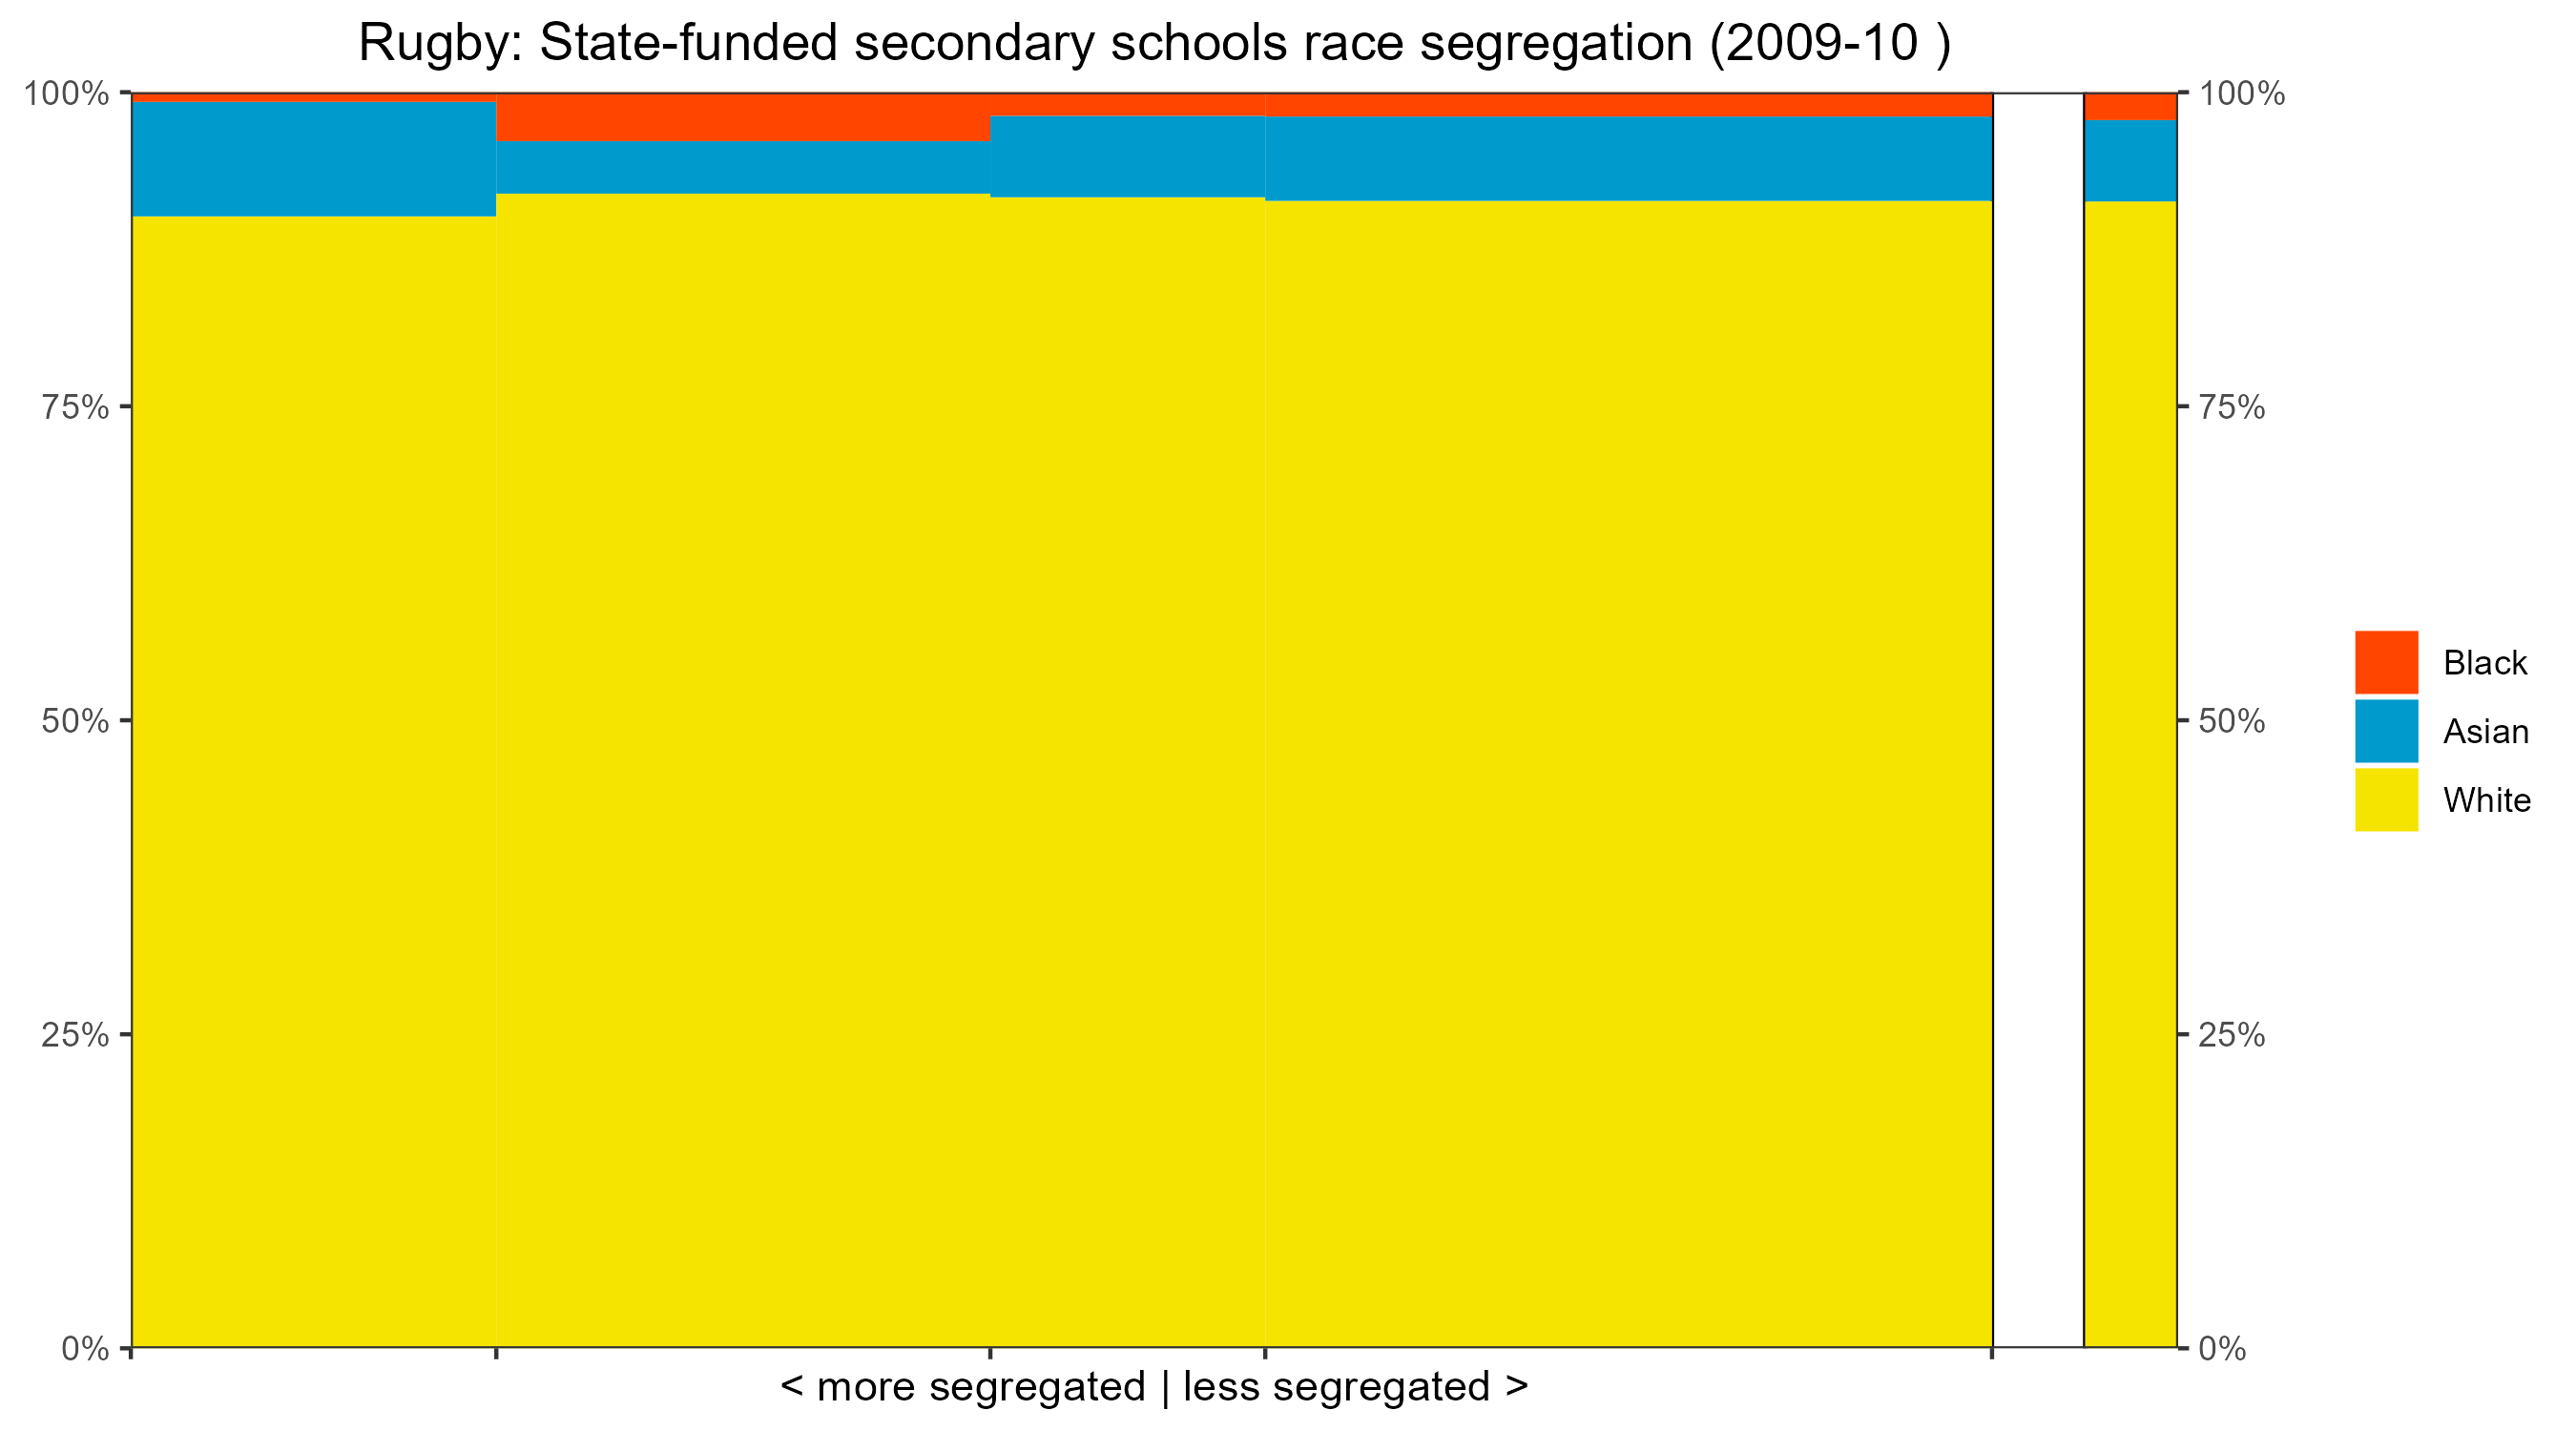 Rugby: State-funded secondary schools race segregation (2009-10 )
100%
75%
50%
25%
0%
100%
75%
50%
25%
0%
Black
Asian
White
< more segregated | less segregated >